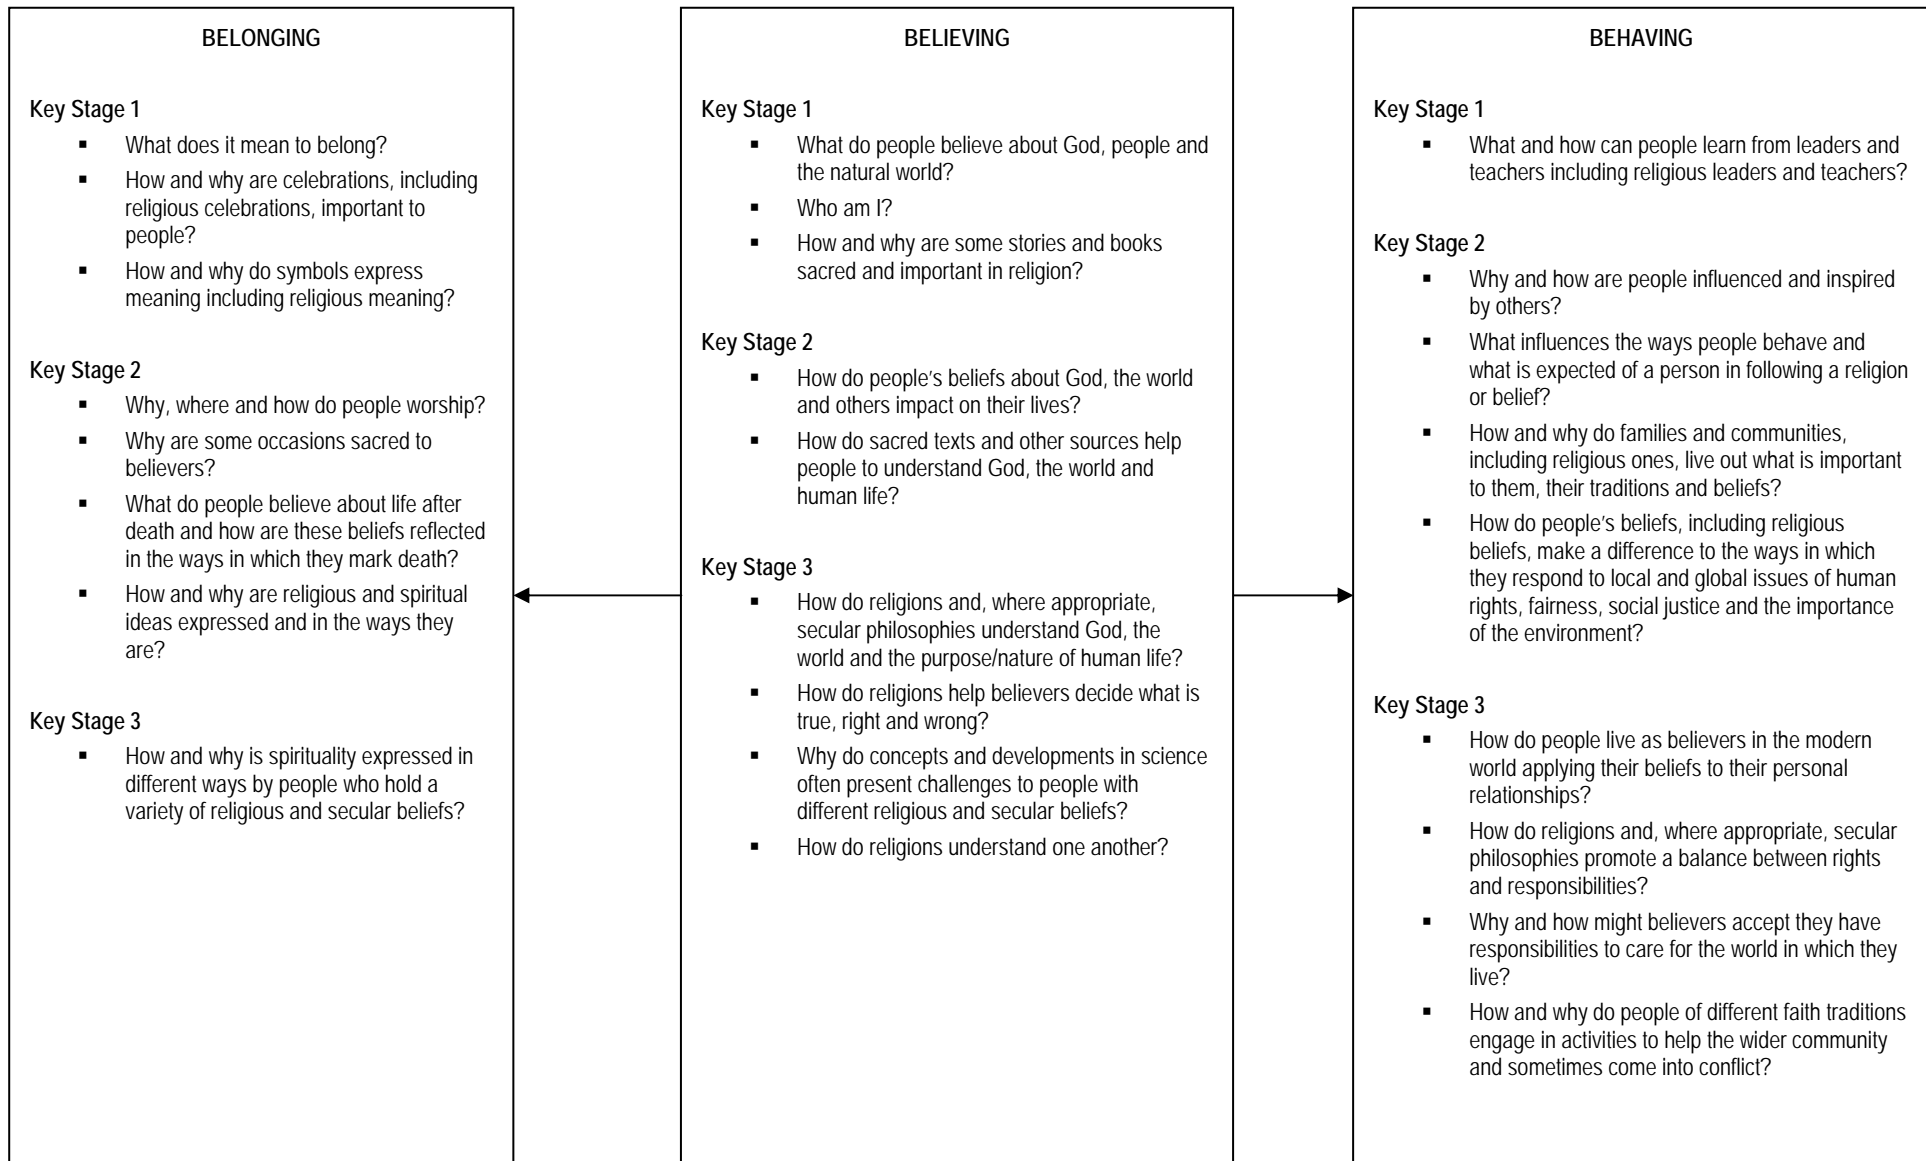 BELONGING
Key Stage 1
▪ What does it mean to belong?
▪ How and why are celebrations, including
religious celebrations, important to
people?
▪ How and why do symbols express
meaning including religious meaning?
Key Stage 2
▪ Why, where and how do people worship?
▪ Why are some occasions sacred to
believers?
▪ What do people believe about life after
death and how are these beliefs reflected
in the ways in which they mark death?
▪ How and why are religious and spiritual
ideas expressed and in the ways they
are?
Key Stage 3
▪ How and why is spirituality expressed in
different ways by people who hold a
variety of religious and secular beliefs?
BELIEVING
Key Stage 1
▪ What do people believe about God, people and
the natural world?
▪ Who am I?
▪ How and why are some stories and books
sacred and important in religion?
Key Stage 2
▪ How do people’s beliefs about God, the world
and others impact on their lives?
▪ How do sacred texts and other sources help
people to understand God, the world and
human life?
Key Stage 3
▪ How do religions and, where appropriate,
secular philosophies understand God, the
world and the purpose/nature of human life?
▪ How do religions help believers decide what is
true, right and wrong?
▪ Why do concepts and developments in science
often present challenges to people with
different religious and secular beliefs?
▪ How do religions understand one another?
BEHAVING
Key Stage 1
▪ What and how can people learn from leaders and
teachers including religious leaders and teachers?
Key Stage 2
▪ Why and how are people influenced and inspired
by others?
▪ What influences the ways people behave and
what is expected of a person in following a religion
or belief?
▪ How and why do families and communities,
including religious ones, live out what is important
to them, their traditions and beliefs?
▪ How do people’s beliefs, including religious
beliefs, make a difference to the ways in which
they respond to local and global issues of human
rights, fairness, social justice and the importance
of the environment?
Key Stage 3
▪ How do people live as believers in the modern
world applying their beliefs to their personal
relationships?
▪ How do religions and, where appropriate, secular
philosophies promote a balance between rights
and responsibilities?
▪ Why and how might believers accept they have
responsibilities to care for the world in which they
live?
▪ How and why do people of different faith traditions
engage in activities to help the wider community
and sometimes come into conflict?